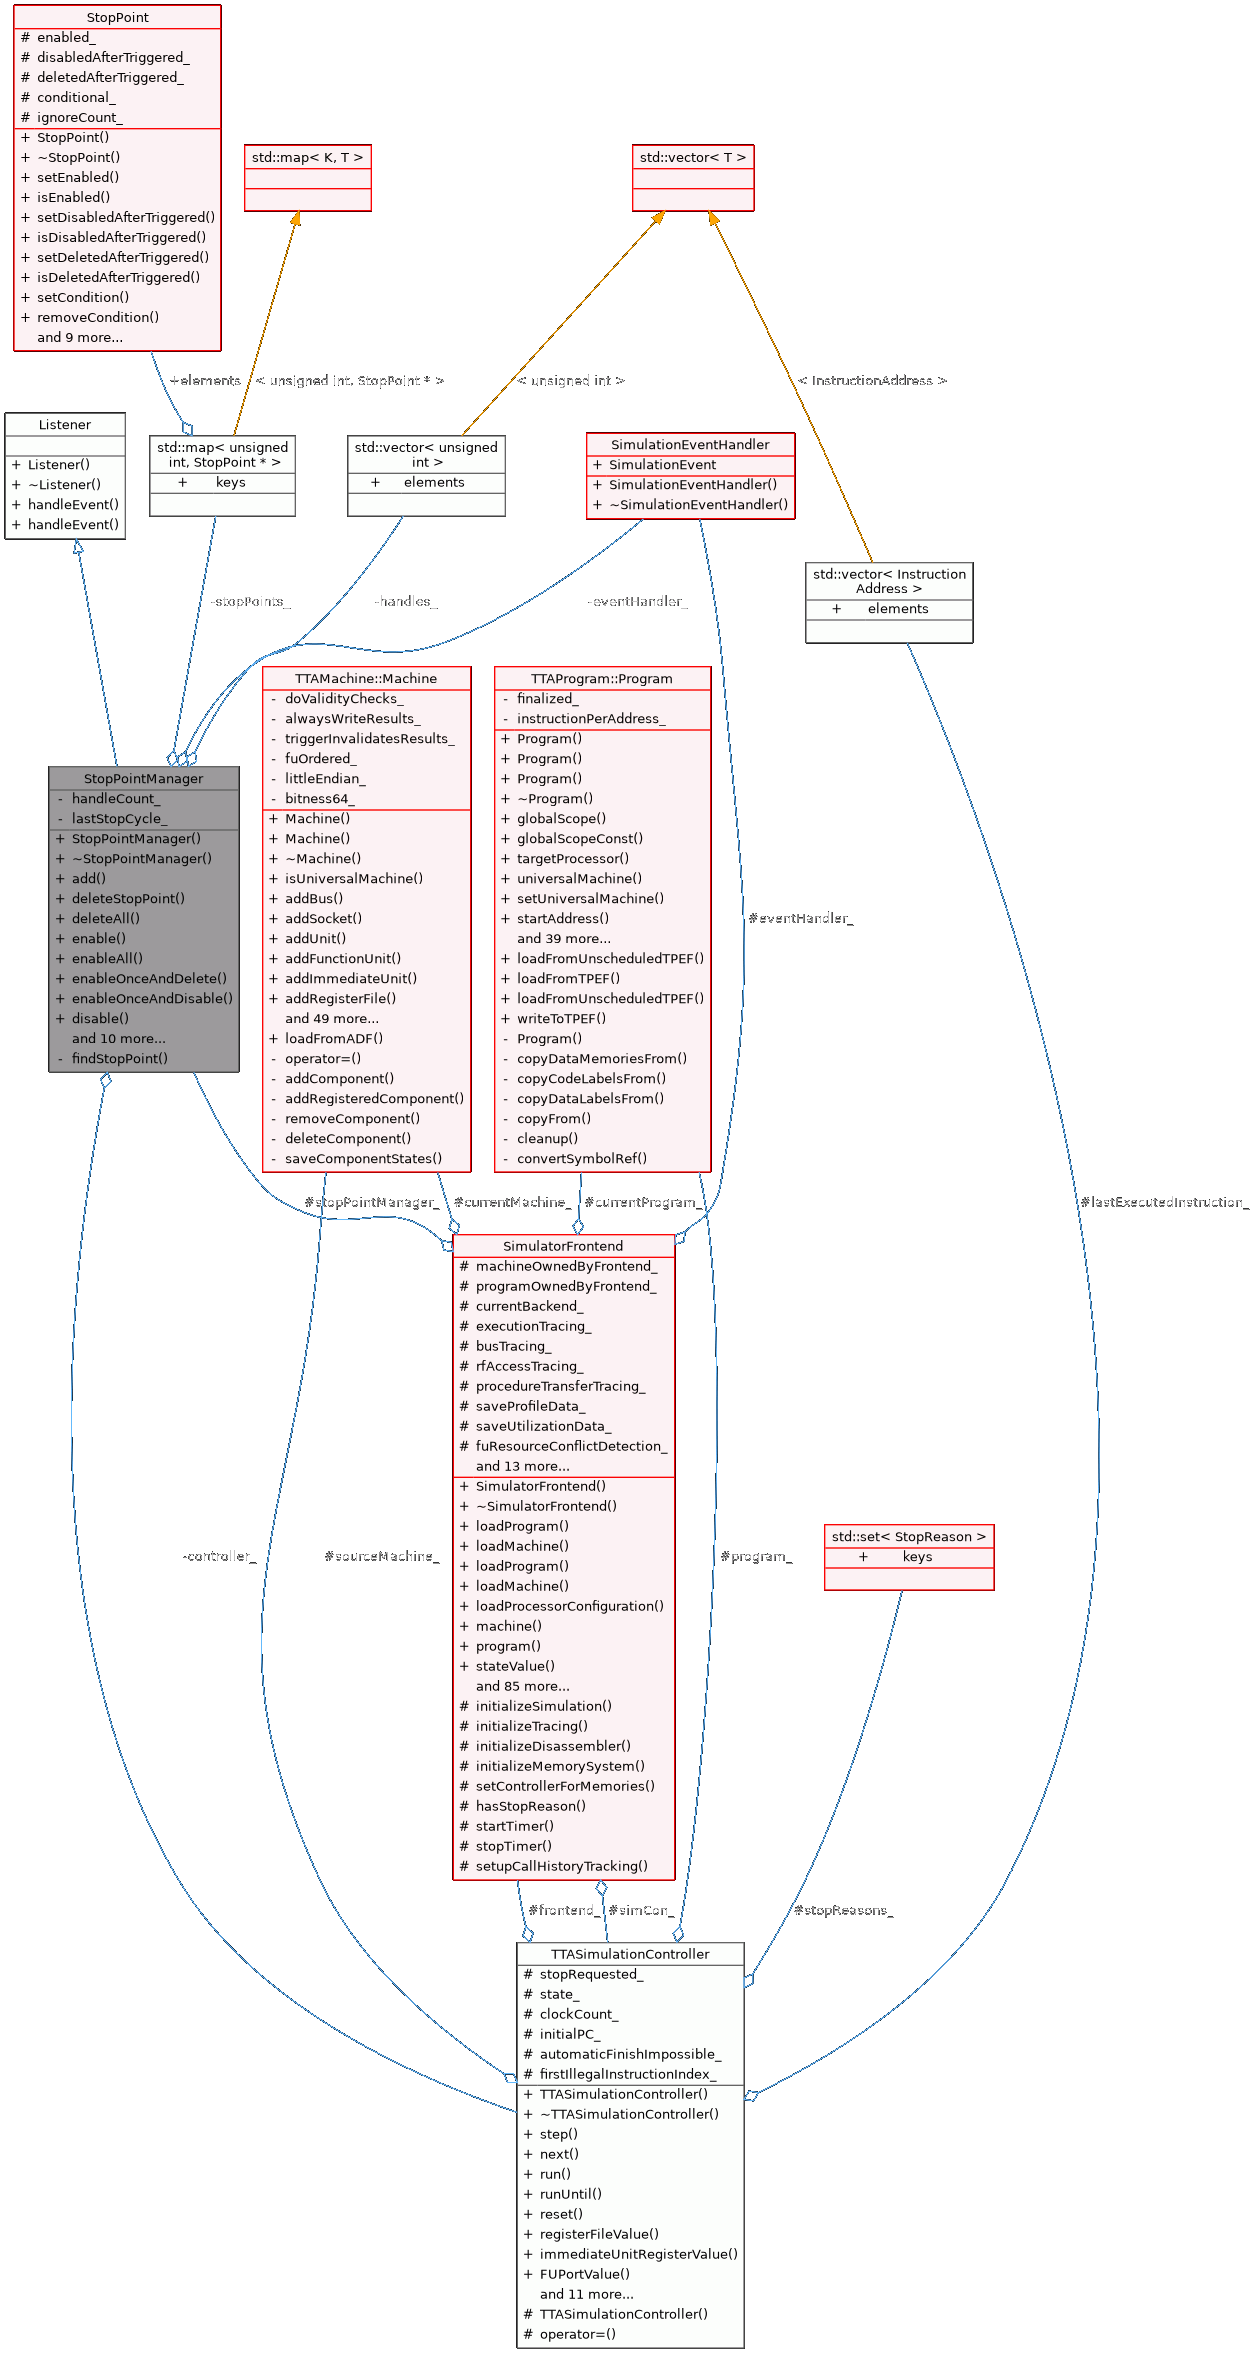 StopPoint
# enabled_
# disabledAfterTriggered_
# deletedAfterTriggered_
# conditional_
# ignoreCount_
+ StopPoint()
+ ~StopPoint()
+ setEnabled()
+ isEnabled()
+ setDisabledAfterTriggered()
+ isDisabledAfterTriggered()
+ setDeletedAfterTriggered()
+ isDeletedAfterTriggered()
+ setCondition()
+ removeCondition()
and 9 more...
std::map< K, T >
std::vector< T >
+elements
< unsigned int, StopPoint * >
< unsigned int >
< InstructionAddress >
Listener
+ Listener()
+ ~Listener()
+ handleEvent()
+ handleEvent()
std::map< unsigned
int, StopPoint * >
+ keys
std::vector< unsigned
int >
+ elements
SimulationEventHandler
+ SimulationEvent
+ SimulationEventHandler()
+ ~SimulationEventHandler()
std::vector< Instruction
Address >
+ elements
-stopPoints_
-handles_
-eventHandler_
StopPointManager
- handleCount_
- lastStopCycle_
+ StopPointManager()
+ ~StopPointManager()
+ add()
+ deleteStopPoint()
+ deleteAll()
+ enable()
+ enableAll()
+ enableOnceAndDelete()
+ enableOnceAndDisable()
+ disable()
and 10 more...
- findStopPoint()
TTAMachine::Machine
- doValidityChecks_
- alwaysWriteResults_
- triggerInvalidatesResults_
- fuOrdered_
- littleEndian_
- bitness64_
+ Machine()
+ Machine()
+ ~Machine()
+ isUniversalMachine()
+ addBus()
+ addSocket()
+ addUnit()
+ addFunctionUnit()
+ addImmediateUnit()
+ addRegisterFile()
and 49 more...
+ loadFromADF()
- operator=()
- addComponent()
- addRegisteredComponent()
- removeComponent()
- deleteComponent()
- saveComponentStates()
TTAProgram::Program
- finalized_
- instructionPerAddress_
+ Program()
+ Program()
+ Program()
+ ~Program()
+ globalScope()
+ globalScopeConst()
+ targetProcessor()
+ universalMachine()
+ setUniversalMachine()
+ startAddress()
and 39 more...
+ loadFromUnscheduledTPEF()
+ loadFromTPEF()
+ loadFromUnscheduledTPEF()
+ writeToTPEF()
- Program()
- copyDataMemoriesFrom()
- copyCodeLabelsFrom()
- copyDataLabelsFrom()
- copyFrom()
- cleanup()
- convertSymbolRef()
#eventHandler_
#stopPointManager_
#currentMachine_
#currentProgram_
#lastExecutedInstruction_
SimulatorFrontend
# machineOwnedByFrontend_
# programOwnedByFrontend_
# currentBackend_
# executionTracing_
# busTracing_
# rfAccessTracing_
# procedureTransferTracing_
# saveProfileData_
# saveUtilizationData_
# fuResourceConflictDetection_
and 13 more...
+ SimulatorFrontend()
+ ~SimulatorFrontend()
+ loadProgram()
+ loadMachine()
+ loadProgram()
+ loadMachine()
+ loadProcessorConfiguration()
+ machine()
+ program()
+ stateValue()
and 85 more...
# initializeSimulation()
# initializeTracing()
# initializeDisassembler()
# initializeMemorySystem()
# setControllerForMemories()
# hasStopReason()
# startTimer()
# stopTimer()
# setupCallHistoryTracking()
-controller_
#sourceMachine_
#program_
std::set< StopReason >
+ keys
#frontend_
#simCon_
#stopReasons_
TTASimulationController
# stopRequested_
# state_
# clockCount_
# initialPC_
# automaticFinishImpossible_
# firstIllegalInstructionIndex_
+ TTASimulationController()
+ ~TTASimulationController()
+ step()
+ next()
+ run()
+ runUntil()
+ reset()
+ registerFileValue()
+ immediateUnitRegisterValue()
+ FUPortValue()
and 11 more...
# TTASimulationController()
# operator=()